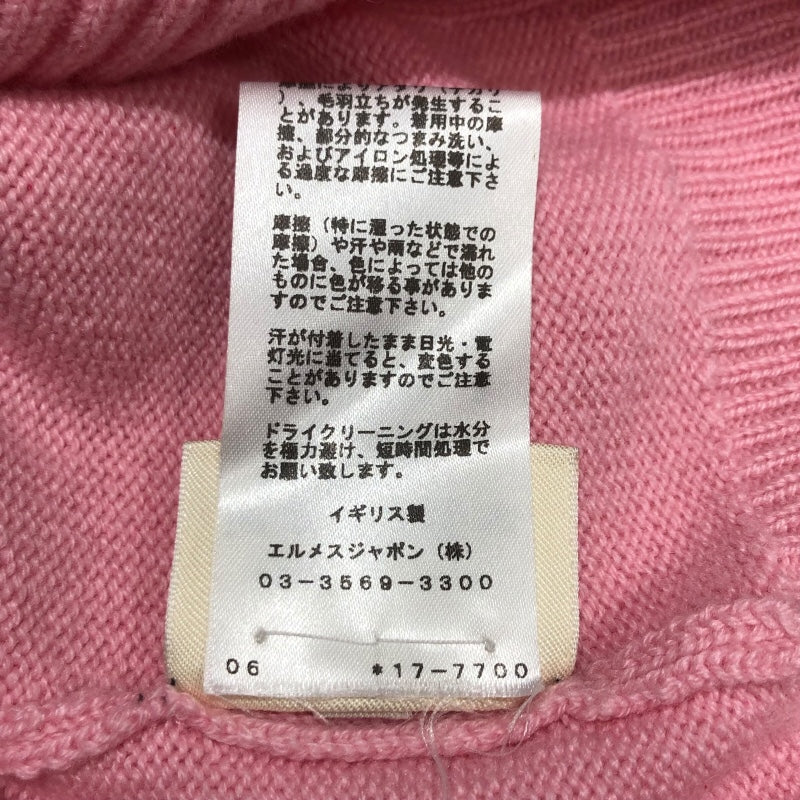 、毛羽立ちが発生するこ
とがあります。着用中の摩
擦、部分的なつまみ洗い、
およびアイロン処理等によ
る過度な摩擦にご注意下さ
い。
摩擦（特に湿った状態での
摩擦）や汗や雨などで濡れ
た場合、色によっては他の
ものに色が移る事がありま
すのでご注意下さい。
汗が付着したまま日光・電
灯光に当てると、変色する
ことがありますのでご注意
下さい。
ドライクリーニングは水分
を極力避け、短時間処理で
お願い致します。
イギリス製
エルメスジャポン（株）
03-3569-3300
06 *17-7700